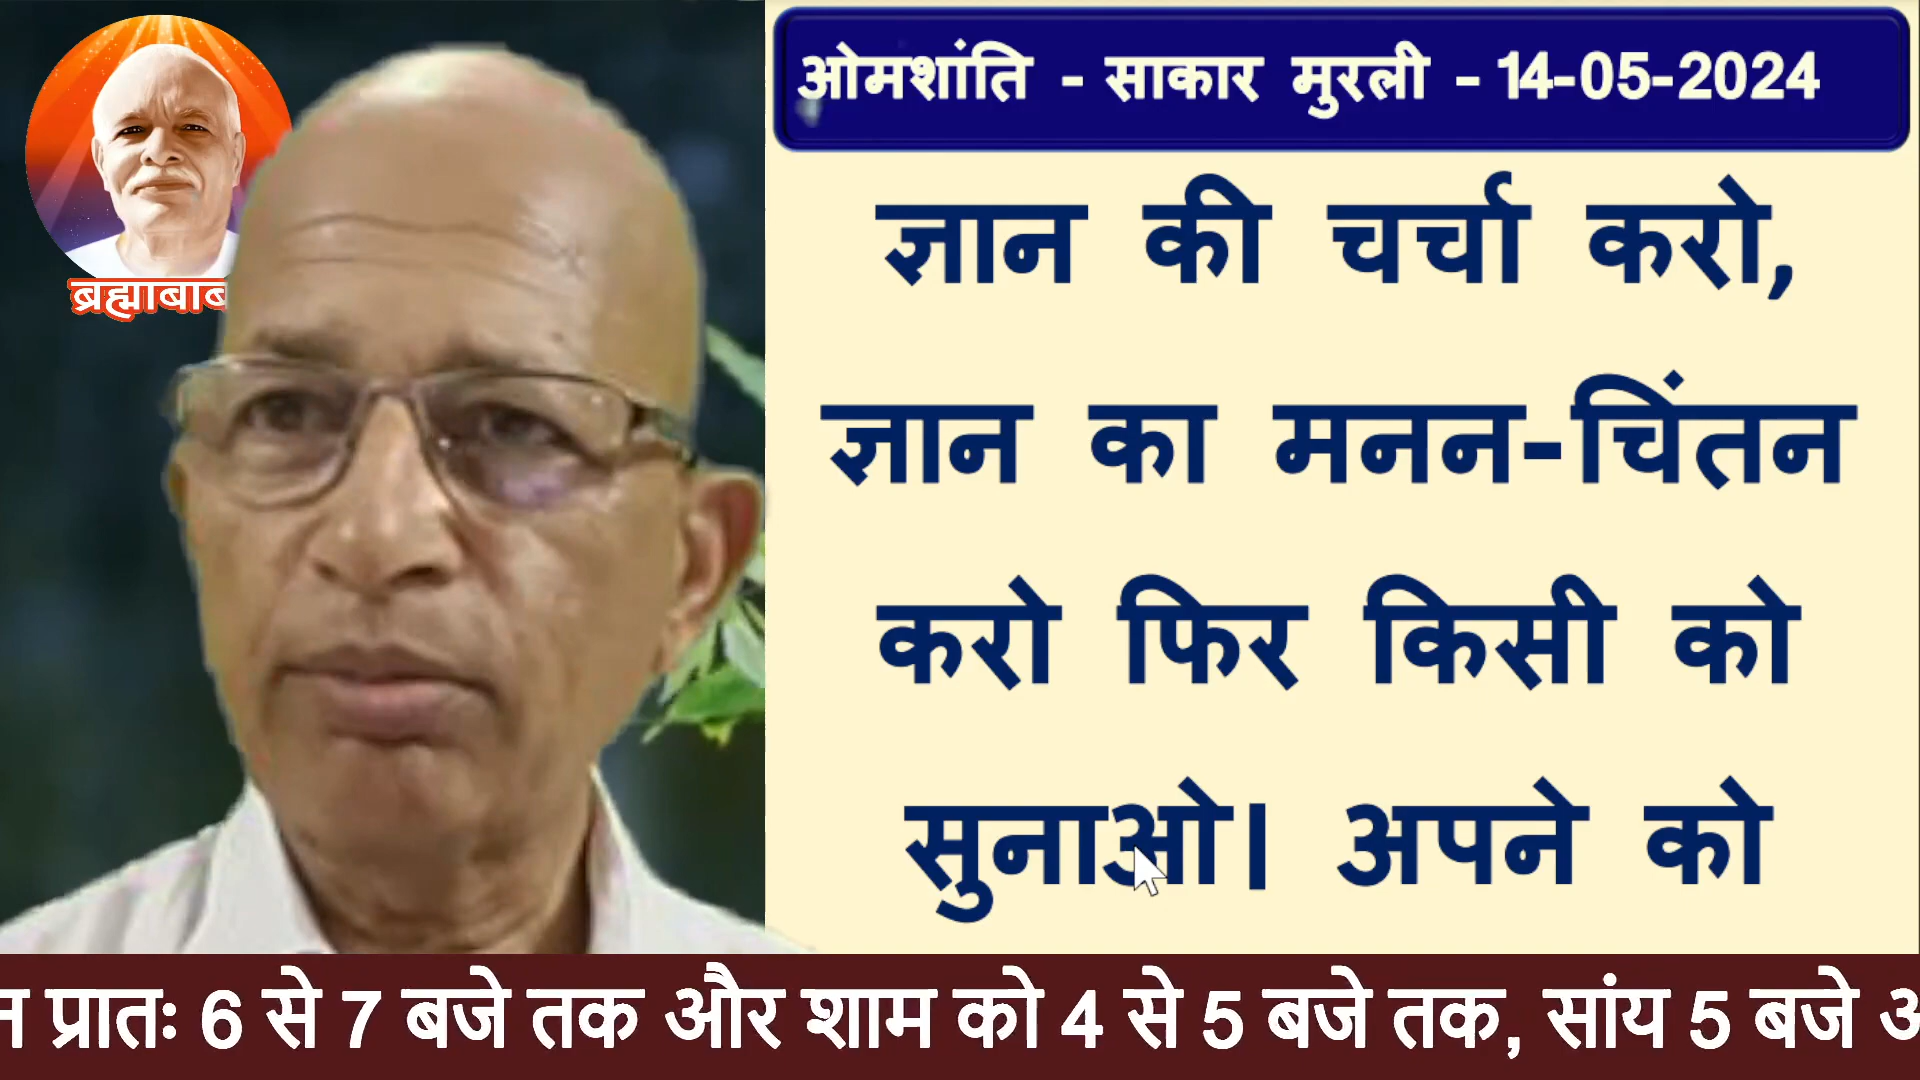 ओमशांति - साकार मुरली - 14-05-2024
ब्रह्माबाब
ज्ञान की चर्चा करो,
ज्ञान का मनन-चिंतन
करो फिर किसी को
सुनाओ। अपने को
प्रातः 6 से 7 बजे तक और शाम को 4 से 5 बजे तक, सांय 5 बजे